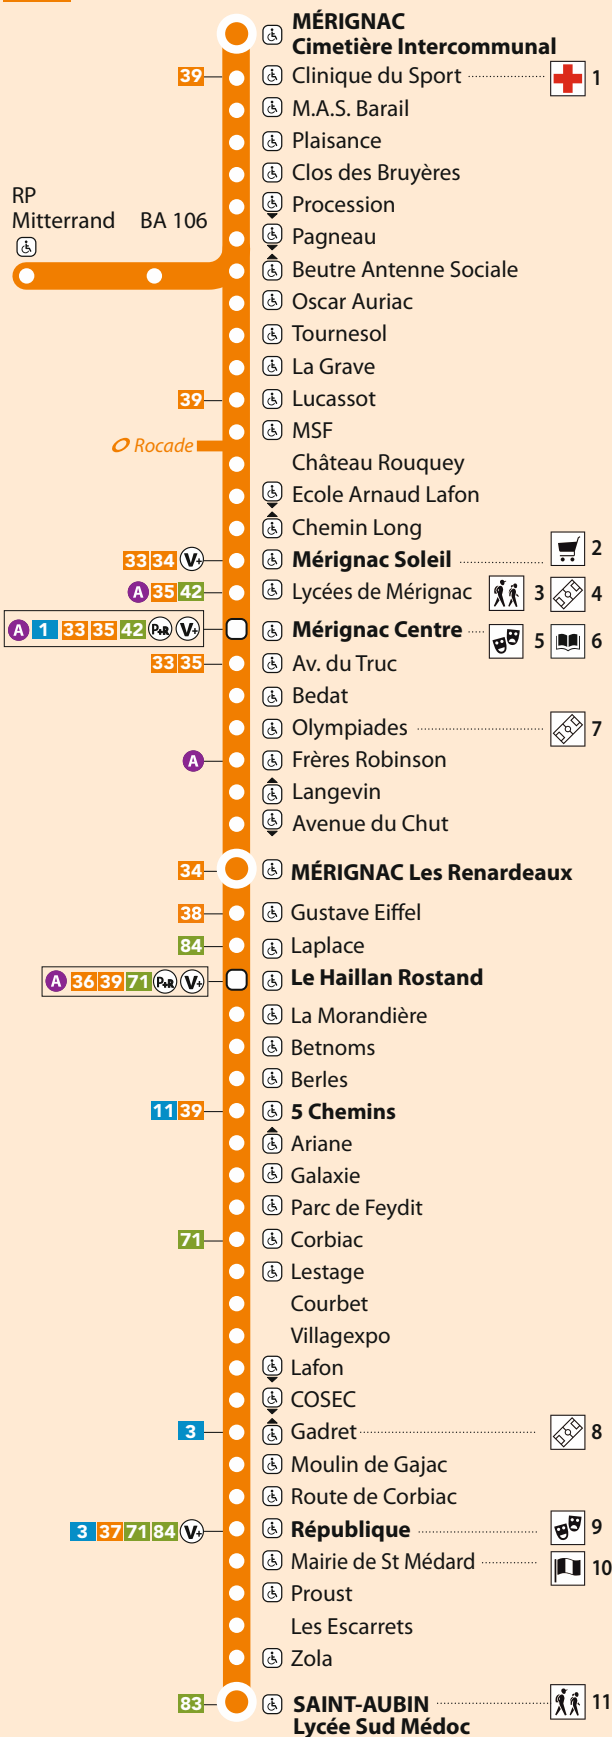 MÉRIGNAC
Cimetière Intercommunal
39 Clinique du Sport 1
M.A.S. Barail
Plaisance
Clos des Bruyères
Procession
Pagneau
RP
Mitterrand BA 106
Beutre Antenne Sociale
Oscar Auriac
Tournesol
La Grave
39 Lucassot
MSF
Rocade
Château Rouquey
Ecole Arnaud Lafon
Chemin Long
33 34 V+ Mérignac Soleil 2
A 35 42 Lycées de Mérignac 3 4
A 1 33 35 42 P+R V+ Mérignac Centre 5 6
33 35 Av. du Truc
Bedat
Olympiades 7
A Frères Robinson
Langevin
Avenue du Chut
34 MÉRIGNAC Les Renardeaux
38 Gustave Eiffel
84 Laplace
A 36 39 71 P+R V+ Le Haillan Rostand
La Morandière
Betnoms
Berles
11 39 5 Chemins
Ariane
Galaxie
Parc de Feydit
71 Corbiac
Lestage
Courbet
Villagexpo
Lafon
COSEC
3 Gadret 8
Moulin de Gajac
Route de Corbiac
3 37 71 84 V+ République 9
Mairie de St Médard 10
Proust
Les Escarrets
Zola
83 SAINT-AUBIN 11
Lycée Sud Médoc